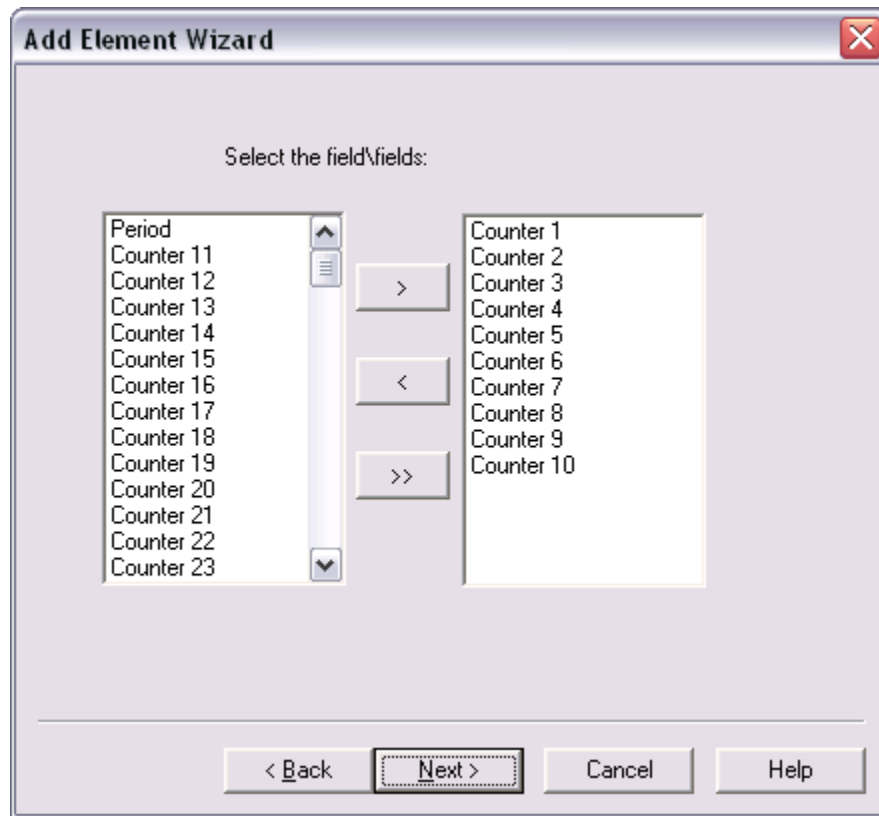 Add Element Wizard
Select the field\fields:
Period
Counter 11
Counter 12
Counter 13
Counter 14
Counter 15
Counter 16
Counter 17
Counter 18
Counter 19
Counter 20
Counter 21
Counter 22
Counter 23
>
<
>>
Counter 1
Counter 2
Counter 3
Counter 4
Counter 5
Counter 6
Counter 7
Counter 8
Counter 9
Counter 10
< Back
Next >
Cancel
Help